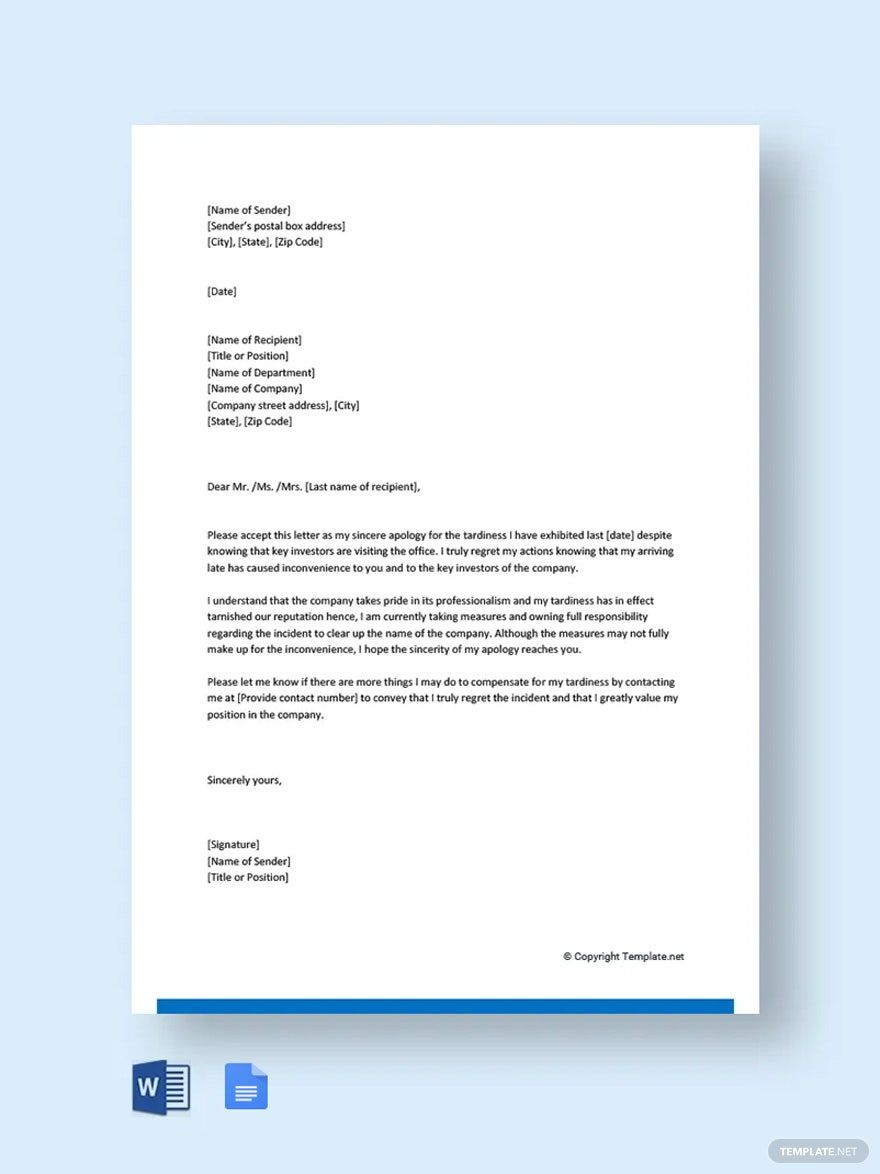 [Name of Sender]
[Sender's postal box address]
[City], [State], [Zip Code]
[Date]
[Name of Recipient]
[Title or Position]
[Name of Department]
[Name of Company]
[Company street address], [City]
[State], [Zip Code]
Dear Mr. /Ms. /Mrs. [Last name of recipient],
Please accept this letter as my sincere apology for the tardiness I have exhibited last [date] despite
knowing that key investors are visiting the office. I truly regret my actions knowing that my arriving
late has caused inconvenience to you and to the key investors of the company.
I understand that the company takes pride in its professionalism and my tardiness has in effect
tarnished our reputation hence, I am currently taking measures and owning full responsibility
regarding the incident to clear up the name of the company. Although the measures may not fully
make up for the inconvenience, I hope the sincerity of my apology reaches you.
Please let me know if there are more things I may do to compensate for my tardiness by contacting
me at [Provide contact number] to convey that I truly regret the incident and that I greatly value my
position in the company.
Sincerely yours,
[Signature]
[Name of Sender]
[Title or Position]
© Copyright Template.net
W
TEMPLATE.NET